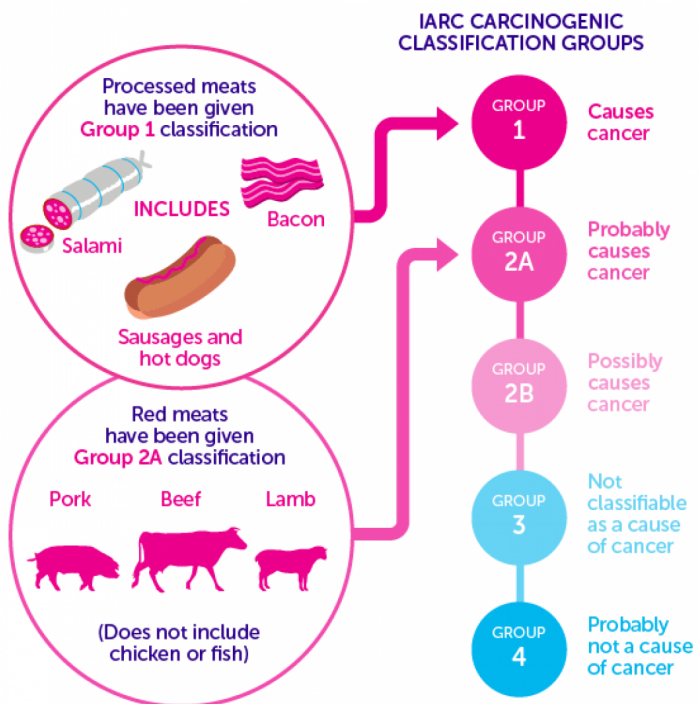 IARC CARCINOGENIC
CLASSIFICATION GROUPS
Processed meats
have been given
Group 1 classification
INCLUDES
Salami
Bacon
Sausages and
hot dogs
Red meats
have been given
Group 2A classification
Pork
Beef
Lamb
(Does not include
chicken or fish)
GROUP
1
Causes
cancer
GROUP
2A
Probably
causes
cancer
GROUP
2B
Possibly
causes
cancer
GROUP
3
Not
classifiable
as a cause
of cancer
GROUP
4
Probably
not a cause
of cancer